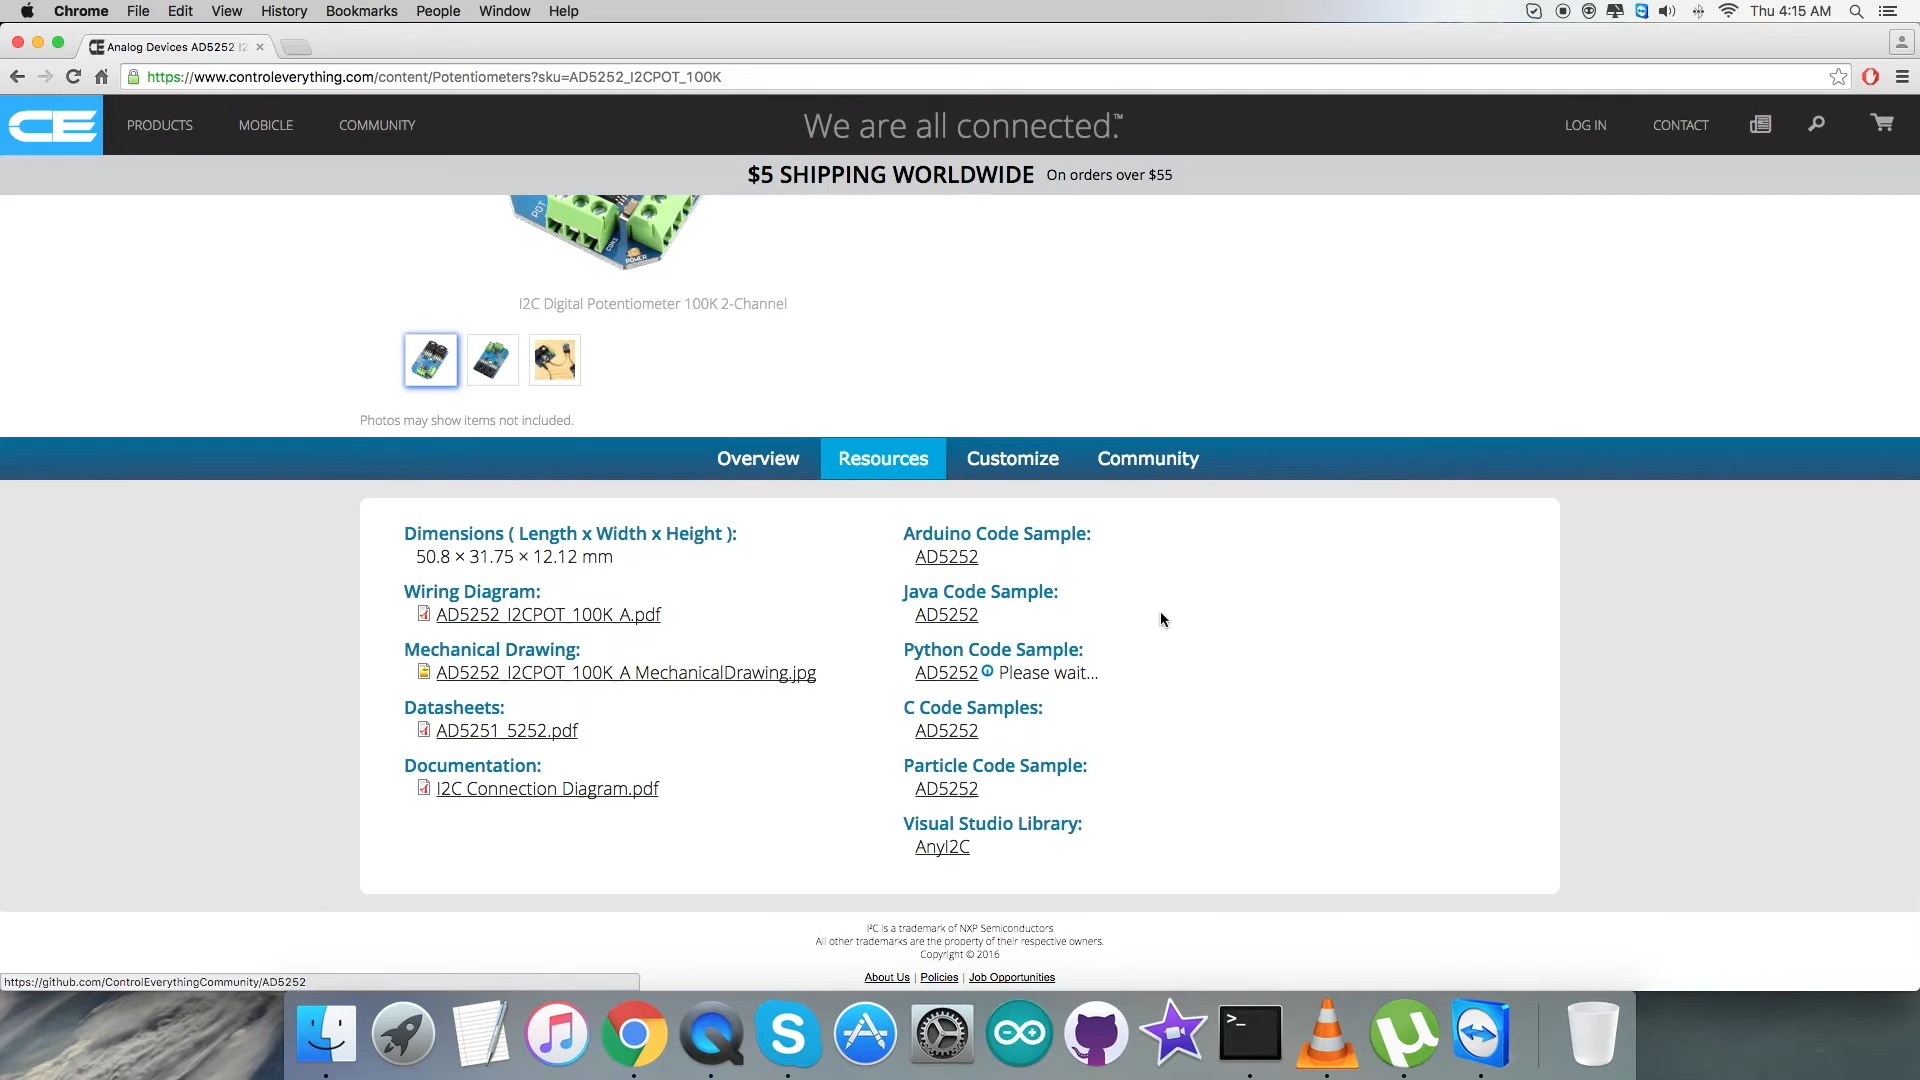 Chrome File Edit View History Bookmarks People Window Help
Thu 4:15 AM
Analog Devices AD5252 I2
https://www.controleverything.com/content/Potentiometers?sku=AD5252_I2CPOT_100K
CE PRODUCTS MOBICLE COMMUNITY We are all connected.™ LOG IN CONTACT
$5 SHIPPING WORLDWIDE On orders over $55
POT
CON1
POWER
I2C Digital Potentiometer 100K 2-Channel
Photos may show items not included.
Overview Resources Customize Community
Dimensions ( Length x Width x Height ):
50.8 × 31.75 × 12.12 mm
Wiring Diagram:
AD5252_I2CPOT_100K_A.pdf
Mechanical Drawing:
AD5252_I2CPOT_100K_A MechanicalDrawing.jpg
Datasheets:
AD5251_5252.pdf
Documentation:
I2C Connection Diagram.pdf
Arduino Code Sample:
AD5252
Java Code Sample:
AD5252
Python Code Sample:
AD5252 Please wait...
C Code Samples:
AD5252
Particle Code Sample:
AD5252
Visual Studio Library:
AnyI2C
I²C is a trademark of NXP Semiconductors
All other trademarks are the property of their respective owners.
Copyright © 2016
About Us | Policies | Job Opportunities
https://github.com/ControlEverythingCommunity/AD5252